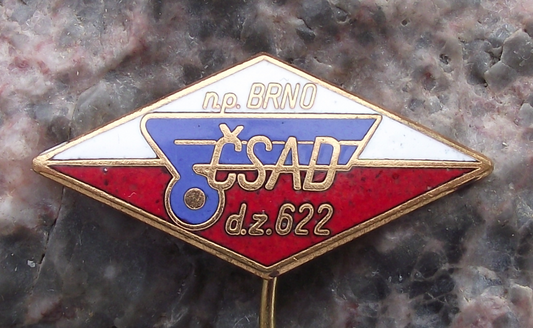 n.p. BRNO
ČSAD
d.z. 622